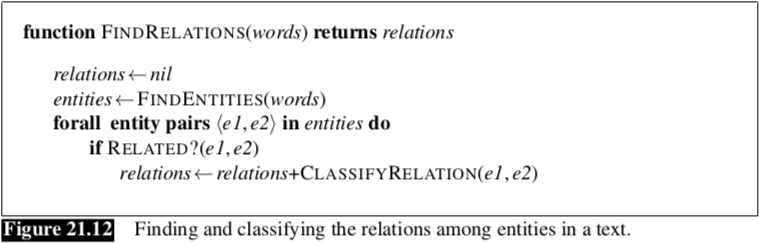 function FINDRELATIONS(words) returns relations
relations←nil
entities←FINDENTITIES(words)
forall entity pairs ⟨e1,e2⟩ in entities do
if RELATED?(e1,e2)
relations←relations+CLASSIFYRELATION(e1,e2)
Figure 21.12 Finding and classifying the relations among entities in a text.